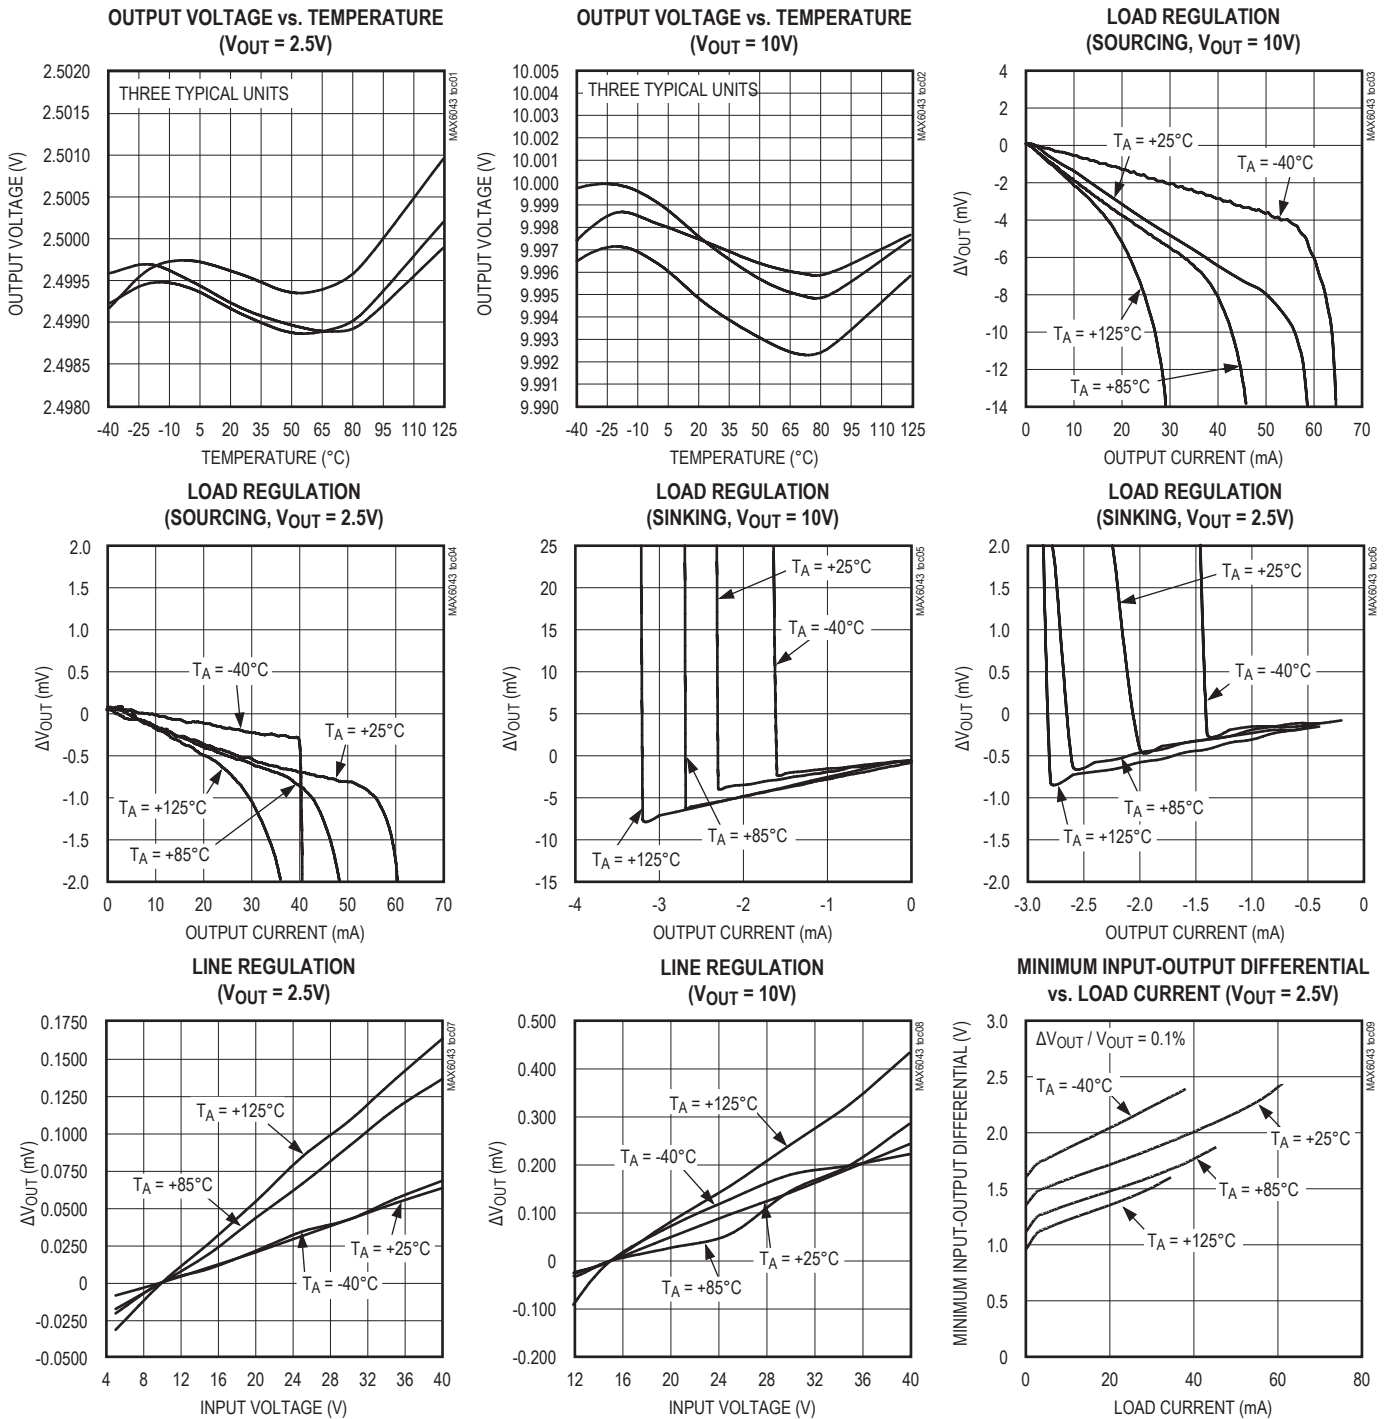 OUTPUT VOLTAGE vs. TEMPERATURE
(VOUT = 2.5V)
2.5020
2.5015
2.5010
2.5005
2.5000
2.4995
2.4990
2.4985
2.4980
OUTPUT VOLTAGE (V)
THREE TYPICAL UNITS
MAX6043 toc01
-40 -25 -10 5 20 35 50 65 80 95 110 125
TEMPERATURE (°C)
OUTPUT VOLTAGE vs. TEMPERATURE
(VOUT = 10V)
10.005
10.004
10.003
10.002
10.001
10.000
9.999
9.998
9.997
9.996
9.995
9.994
9.993
9.992
9.991
9.990
OUTPUT VOLTAGE (V)
THREE TYPICAL UNITS
MAX6043 toc02
-40 -25 -10 5 20 35 50 65 80 95 110 125
TEMPERATURE (°C)
LOAD REGULATION
(SOURCING, VOUT = 10V)
4
2
0
-2
-4
-6
-8
-10
-12
-14
ΔVOUT (mV)
TA = +25°C
TA = -40°C
TA = +125°C
TA = +85°C
MAX6043 toc03
0 10 20 30 40 50 60 70
OUTPUT CURRENT (mA)
LOAD REGULATION
(SOURCING, VOUT = 2.5V)
2.0
1.5
1.0
0.5
0
-0.5
-1.0
-1.5
-2.0
ΔVOUT (mV)
TA = -40°C
TA = +25°C
TA = +125°C
TA = +85°C
MAX6043 toc04
0 10 20 30 40 50 60 70
OUTPUT CURRENT (mA)
LOAD REGULATION
(SINKING, VOUT = 10V)
25
20
15
10
5
0
-5
-10
-15
ΔVOUT (mV)
TA = +25°C
TA = -40°C
TA = +85°C
TA = +125°C
MAX6043 toc05
-4 -3 -2 -1 0
OUTPUT CURRENT (mA)
LOAD REGULATION
(SINKING, VOUT = 2.5V)
2.0
1.5
1.0
0.5
0
-0.5
-1.0
-1.5
-2.0
ΔVOUT (mV)
TA = +25°C
TA = -40°C
TA = +85°C
TA = +125°C
MAX6043 toc06
-3.0 -2.5 -2.0 -1.5 -1.0 -0.5 0
OUTPUT CURRENT (mA)
LINE REGULATION
(VOUT = 2.5V)
0.1750
0.1500
0.1250
0.1000
0.0750
0.0500
0.0250
0
-0.0250
-0.0500
ΔVOUT (mV)
TA = +125°C
TA = +85°C
TA = +25°C
TA = -40°C
MAX6043 toc07
4 8 12 16 20 24 28 32 36 40
INPUT VOLTAGE (V)
LINE REGULATION
(VOUT = 10V)
0.500
0.400
0.300
0.200
0.100
0
-0.100
-0.200
ΔVOUT (mV)
TA = +125°C
TA = -40°C
TA = +25°C
TA = +85°C
MAX6043 toc08
12 16 20 24 28 32 36 40
INPUT VOLTAGE (V)
MINIMUM INPUT-OUTPUT DIFFERENTIAL
vs. LOAD CURRENT (VOUT = 2.5V)
3.0
2.5
2.0
1.5
1.0
0.5
0
MINIMUM INPUT-OUTPUT DIFFERENTIAL (V)
ΔVOUT / VOUT = 0.1%
TA = -40°C
TA = +25°C
TA = +85°C
TA = +125°C
MAX6043 toc09
0 20 40 60 80
LOAD CURRENT (mA)